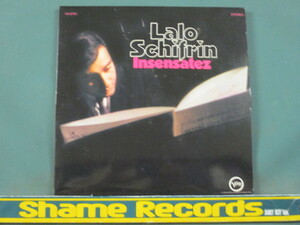 Lalo
Schifrin
Insensatez
Verve
Shame Records